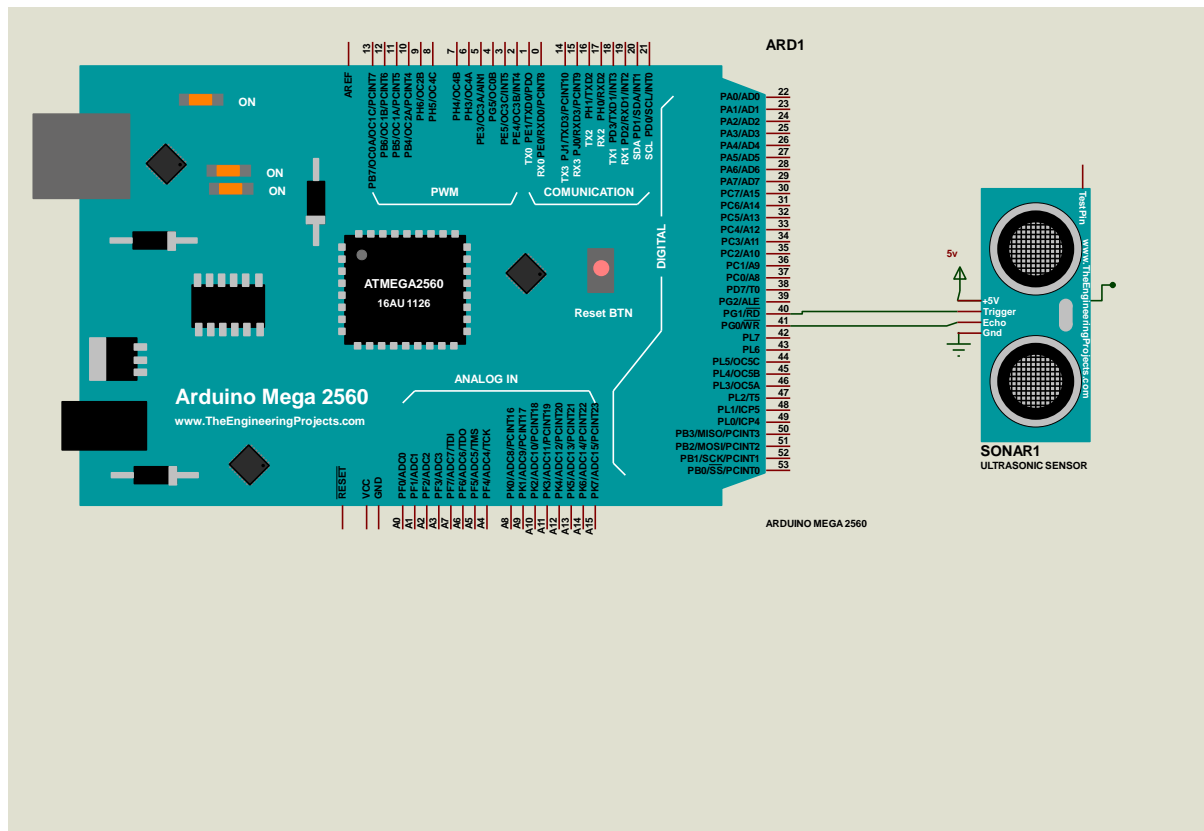 ARD1
AREF
13
12
11
10
9
8
7
6
5
4
3
2
1
0
14
15
16
17
18
19
20
21
PB7/OC0A/OC1C/PCINT7
PB6/OC1B/PCINT6
PB5/OC1A/PCINT5
PB4/OC2A/PCINT4
PH6/OC2B
PH5/OC4C
PH4/OC4B
PH3/OC4A
PE3/OC3A/AIN1
PG5/OC0B
PE5/OC3C/INT5
PE4/OC3B/INT4
TX0 PE1/TXD0/PDO
RX0 PE0/RXD0/PCINT8
TX3 PJ1/TXD3/PCINT10
RX3 PJ0/RXD3/PCINT9
TX2 PH1/TXD2
RX2 PH0/RXD2
TX1 PD3/TXD1/INT3
RX1 PD2/RXD1/INT2
SDA PD1/SDA/INT1
SCL PD0/SCL/INT0
PWM
COMUNICATION
ON
ON
ON
DIGITAL
PA0/AD0 22
PA1/AD1 23
PA2/AD2 24
PA3/AD3 25
PA4/AD4 26
PA5/AD5 27
PA6/AD6 28
PA7/AD7 29
PC7/A15 30
PC6/A14 31
PC5/A13 32
PC4/A12 33
PC3/A11 34
PC2/A10 35
PC1/A9 36
PC0/A8 37
PD7/T0 38
PG2/ALE 39
PG1/RD 40
PG0/WR 41
PL7 42
PL6 43
PL5/OC5C 44
PL4/OC5B 45
PL3/OC5A 46
PL2/T5 47
PL1/ICP5 48
PL0/ICP4 49
PB3/MISO/PCINT3 50
PB2/MOSI/PCINT2 51
PB1/SCK/PCINT1 52
PB0/SS/PCINT0 53
ATMEGA2560
16AU 1126
Reset BTN
ANALOG IN
Arduino Mega 2560
www.TheEngineeringProjects.com
RESET
VCC
GND
PF0/ADC0
PF1/ADC1
PF2/ADC2
PF3/ADC3
PF7/ADC7/TDI
PF6/ADC6/TDO
PF5/ADC5/TMS
PF4/ADC4/TCK
PK0/ADC8/PCINT16
PK1/ADC9/PCINT17
PK2/ADC10/PCINT18
PK3/ADC11/PCINT19
PK4/ADC12/PCINT20
PK5/ADC13/PCINT21
PK6/ADC14/PCINT22
PK7/ADC15/PCINT23
A0
A1
A2
A3
A7
A6
A5
A4
A8
A9
A10
A11
A12
A13
A14
A15
ARDUINO MEGA 2560
5v
+5V
Trigger
Echo
Gnd
TestPin
www.TheEngineeringProjects.com
SONAR1
ULTRASONIC SENSOR